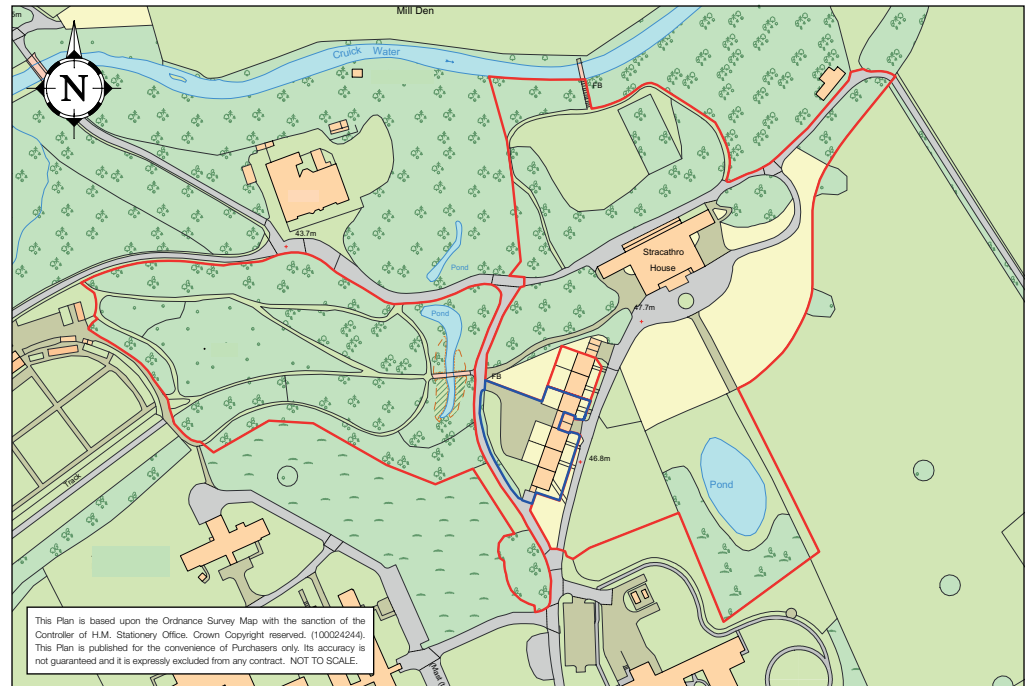 Mill Den
Cruick Water
N
FB
Stracathro
House
43.7m
Pond
47.7m
Pond
FB
46.8m
Pond
Track
This Plan is based upon the Ordnance Survey Map with the sanction of the
Controller of H.M. Stationery Office. Crown Copyright reserved. (100024244).
This Plan is published for the convenience of Purchasers only. Its accuracy is
not guaranteed and it is expressly excluded from any contract. NOT TO SCALE.